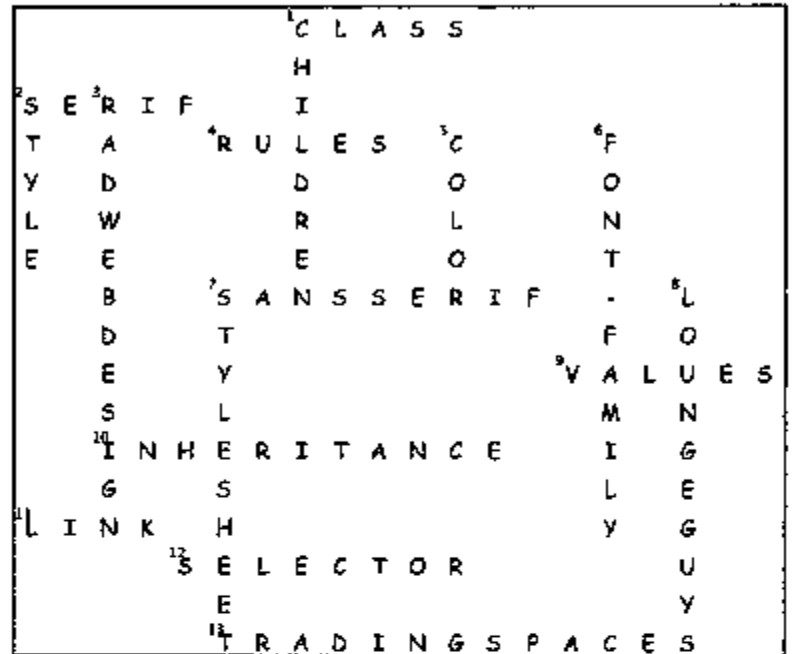 1C L A S S
H
2S E 3R I F I
T A 4R U L E S 5C 6F
Y D D O O
L W R L N
E E E O T
B 7S A N S S E R I F - 8L
D T F O
E Y 9V A L U E S
S L M N
10I N H E R I T A N C E I G
G S L E
11L I N K H Y G
12S E L E C T O R U
E Y
13T R A D I N G S P A C E S